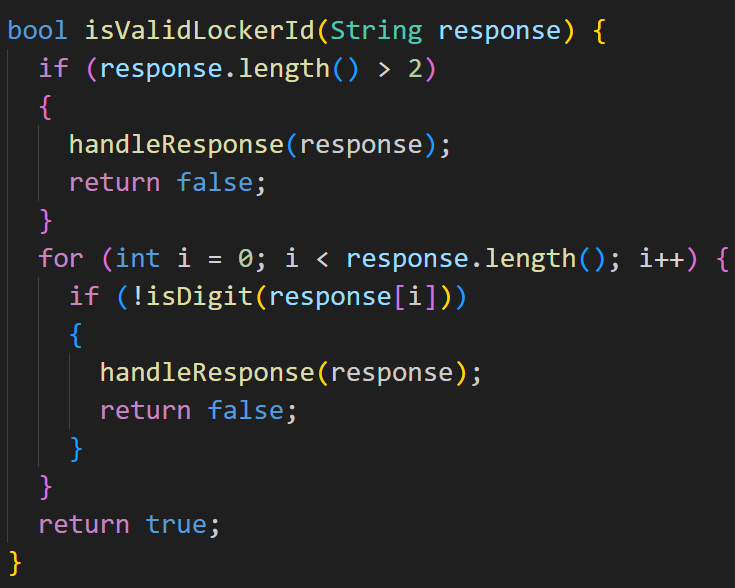 bool isValidLockerId(String response) {
  if (response.length() > 2)
  {
    handleResponse(response);
    return false;
  }
  for (int i = 0; i < response.length(); i++) {
    if (!isDigit(response[i]))
    {
      handleResponse(response);
      return false;
    }
  }
  return true;
}